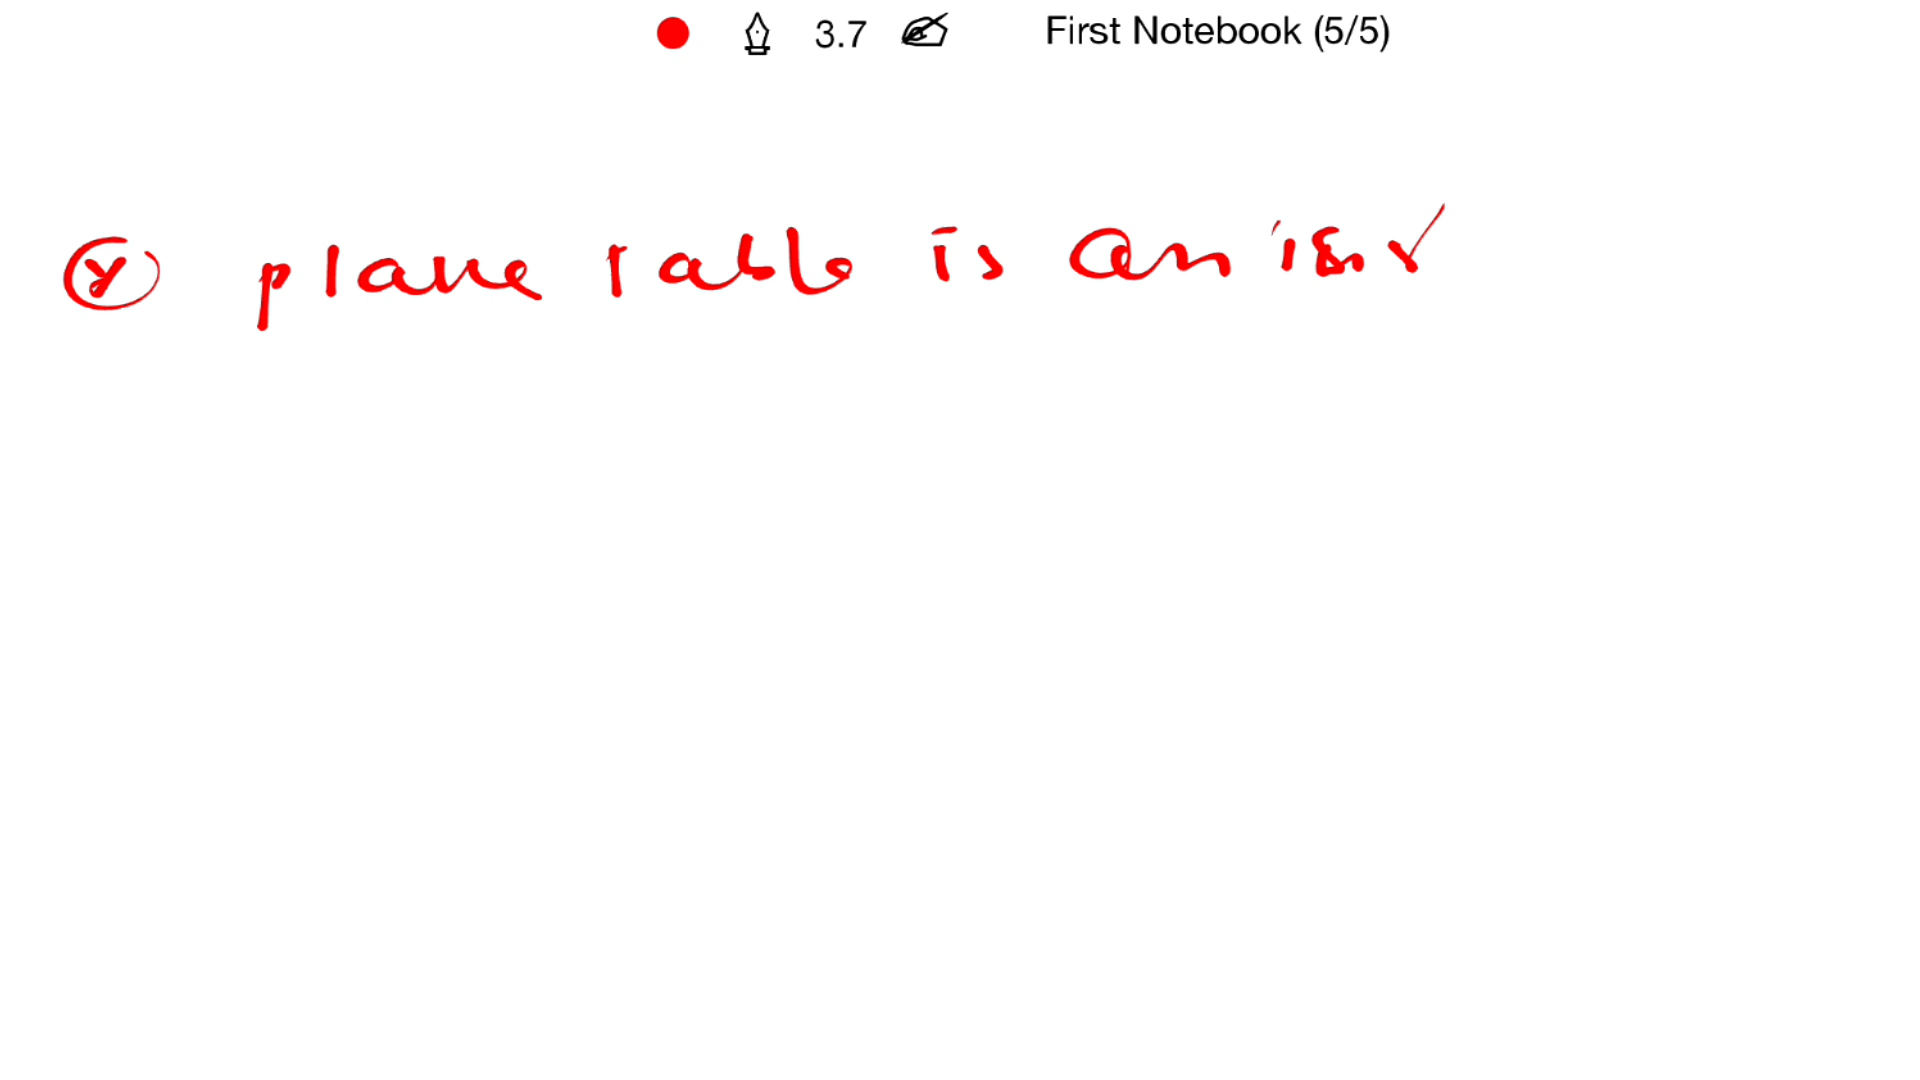 3.7 First Notebook (5/5)
plane table is an